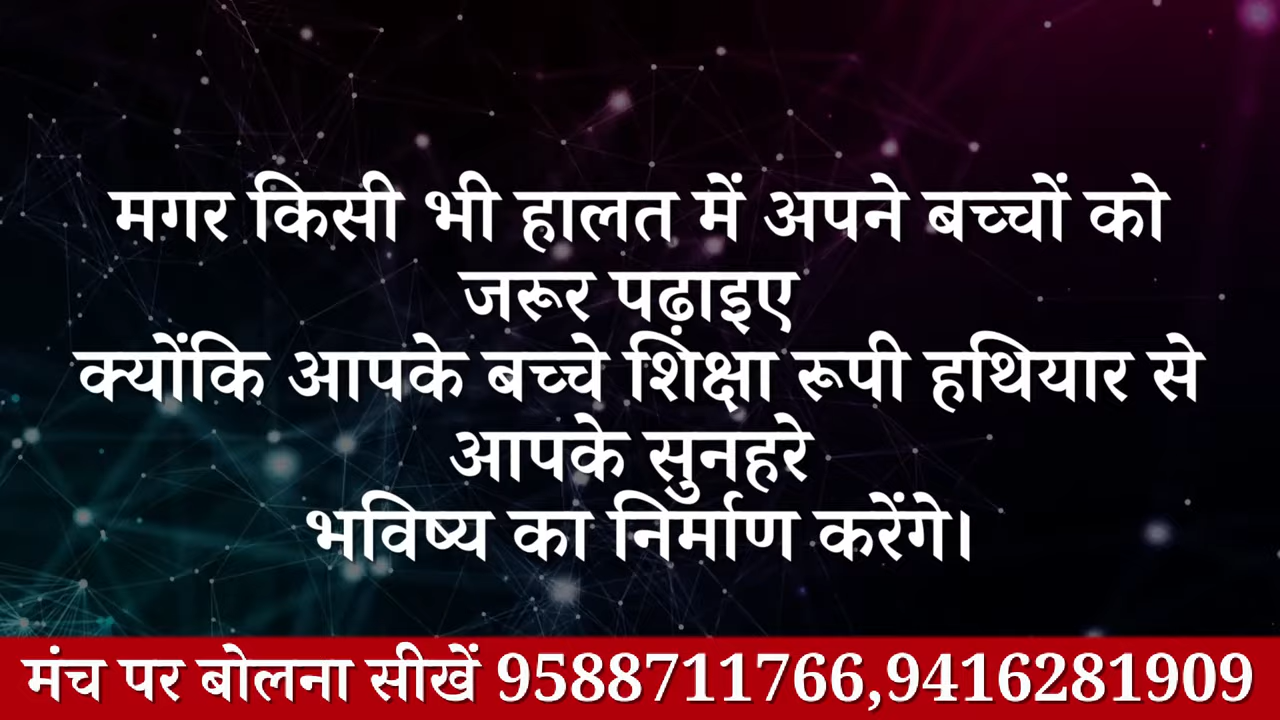 मगर किसी भी हालत में अपने बच्चों को
जरूर पढ़ाइए
क्योंकि आपके बच्चे शिक्षा रूपी हथियार से
आपके सुनहरे
भविष्य का निर्माण करेंगे।
मंच पर बोलना सीखें 9588711766,9416281909